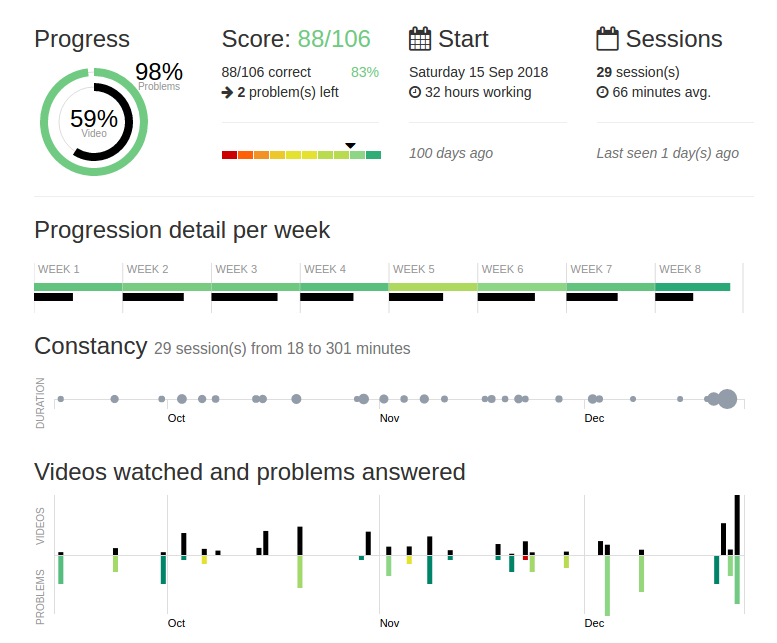 Progress
98%
Problems
59%
Video
Score: 88/106
88/106 correct 83%
2 problem(s) left
Start
Saturday 15 Sep 2018
32 hours working
100 days ago
Sessions
29 session(s)
66 minutes avg.
Last seen 1 day(s) ago
Progression detail per week
WEEK 1 WEEK 2 WEEK 3 WEEK 4 WEEK 5 WEEK 6 WEEK 7 WEEK 8
Constancy 29 session(s) from 18 to 301 minutes
DURATION
Oct Nov Dec
Videos watched and problems answered
VIDEOS
PROBLEMS
Oct Nov Dec